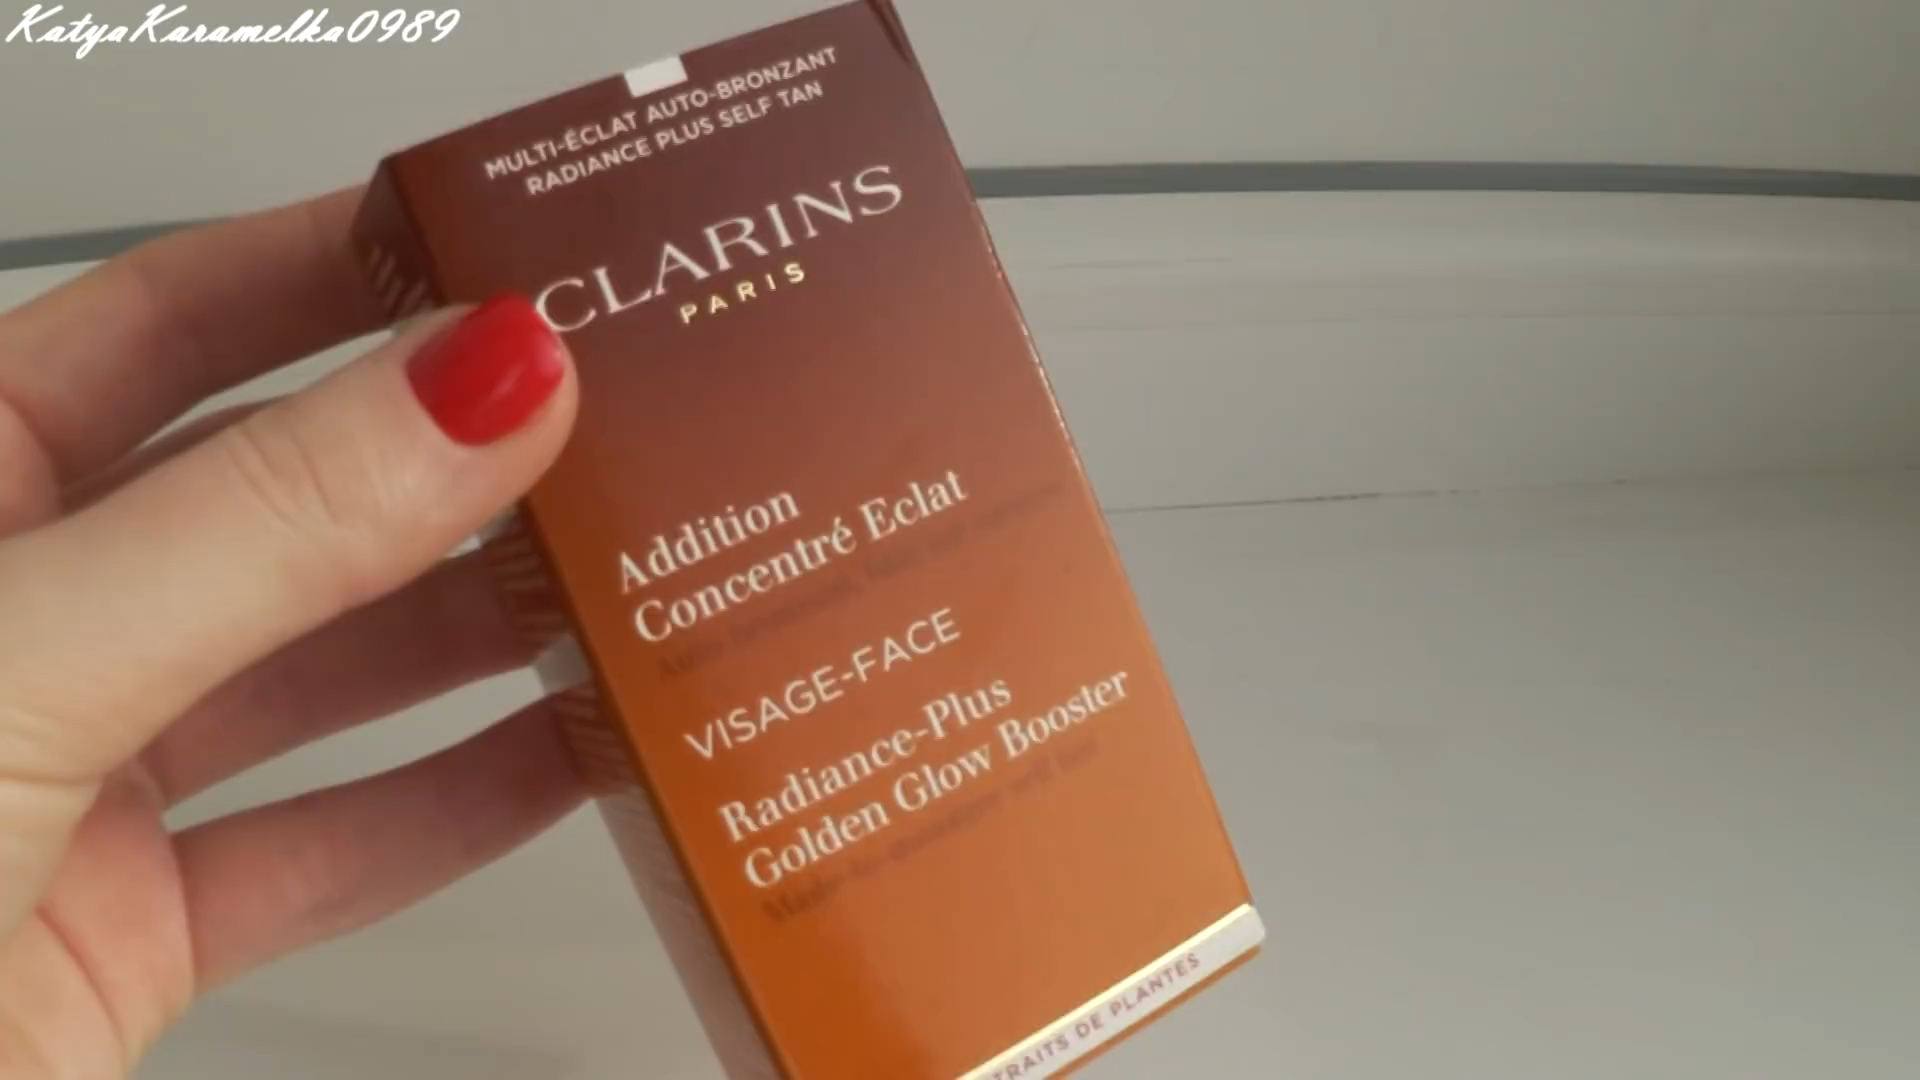 KatyaKaramelka0989
MULTI-ÉCLAT AUTO-BRONZANT
RADIANCE PLUS SELF TAN
CLARINS
PARIS
Addition
Concentré Eclat
VISAGE-FACE
Radiance-Plus
Golden Glow Booster
TRAITS DE PLANTES